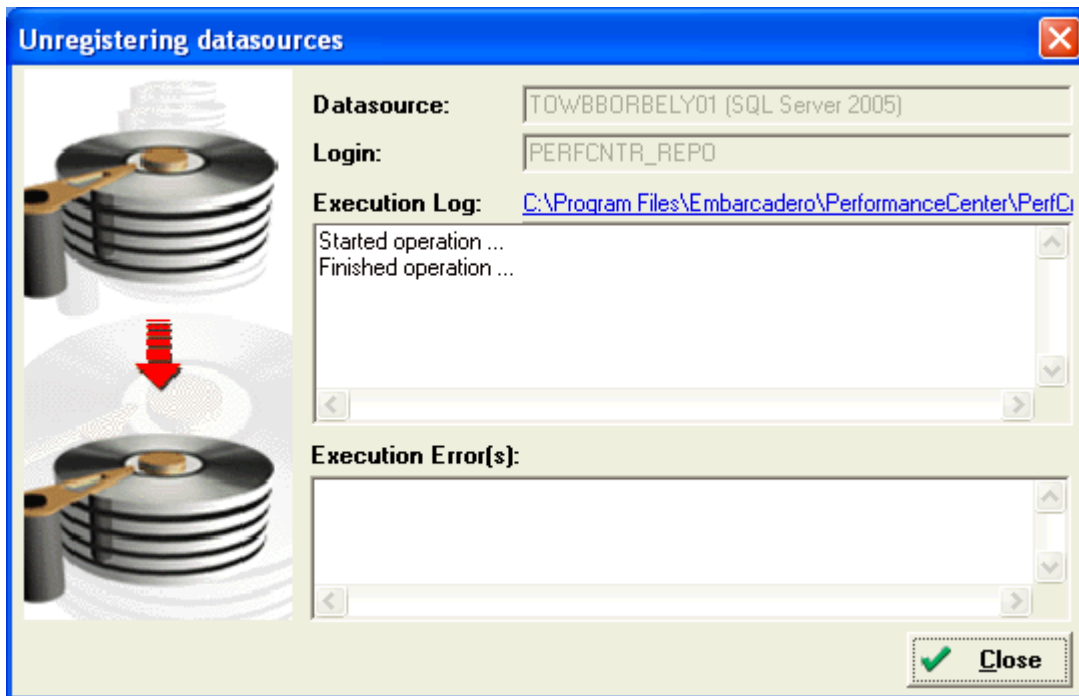 Unregistering datasources
Datasource: TOWBBORBELY01 (SQL Server 2005)
Login: PERFCNTR_REPO
Execution Log: C:\Program Files\Embarcadero\PerformanceCenter\PerfC
Started operation ...
Finished operation ...
Execution Error(s):
Close